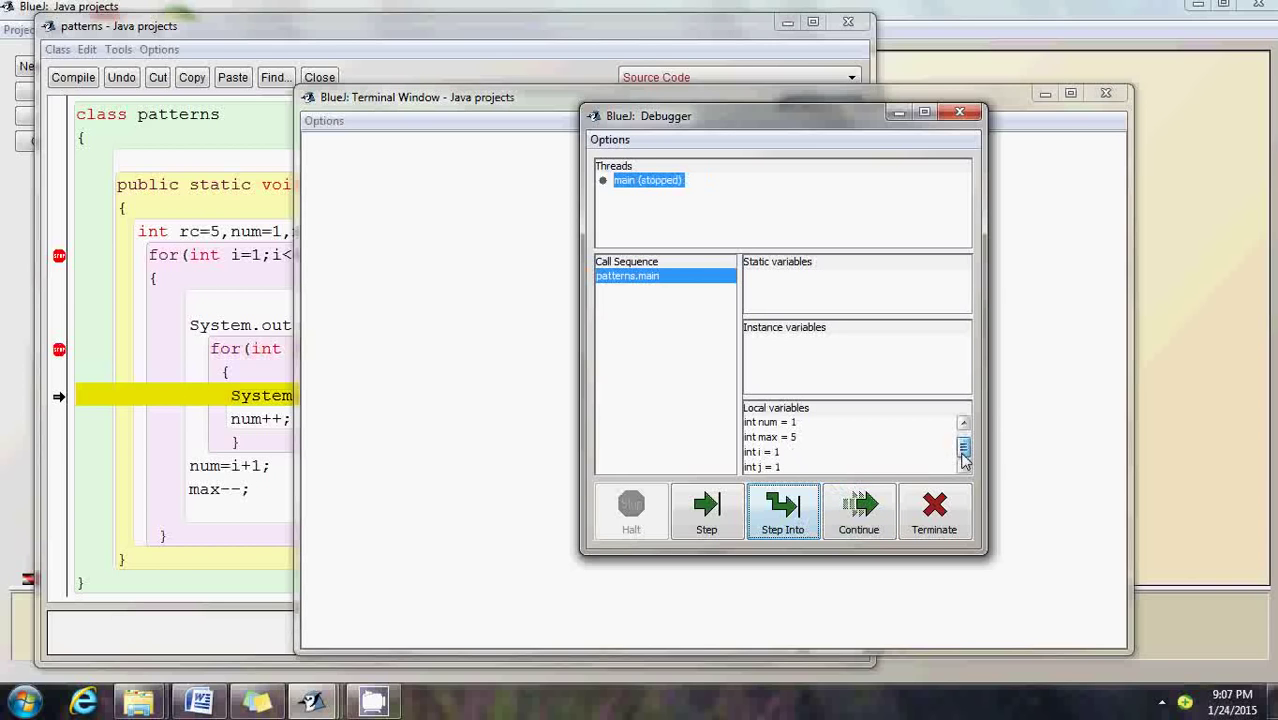 BlueJ: Java projects
Projec
patterns - Java projects
Class Edit Tools Options
Ne
Compile Undo Cut Copy Paste Find... Close
Source Code
class patterns
{
public static voi
{
int rc=5,num=1,
for(int i=1;i<
{
System.out
for(int
{
System
num++;
}
num=i+1;
max--;
}
}
}
BlueJ: Terminal Window - Java projects
Options
BlueJ: Debugger
Options
Threads
main (stopped)
Call Sequence
patterns.main
Static variables
Instance variables
Local variables
int num = 1
int max = 5
int i = 1
int j = 1
Stop
Halt
Step
Step Into
Continue
Terminate
9:07 PM
1/24/2015